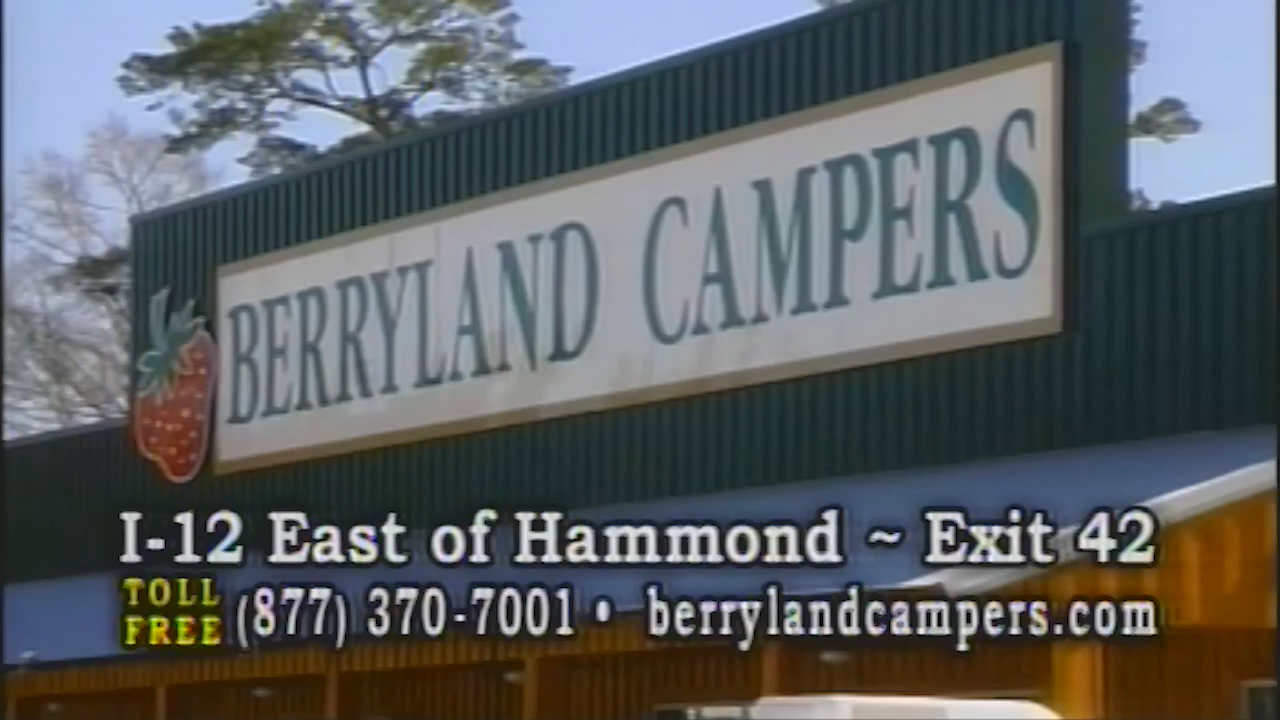 BERRYLAND CAMPERS
I-12 East of Hammond ~ Exit 42
TOLL FREE (877) 370-7001 • berrylandcampers.com